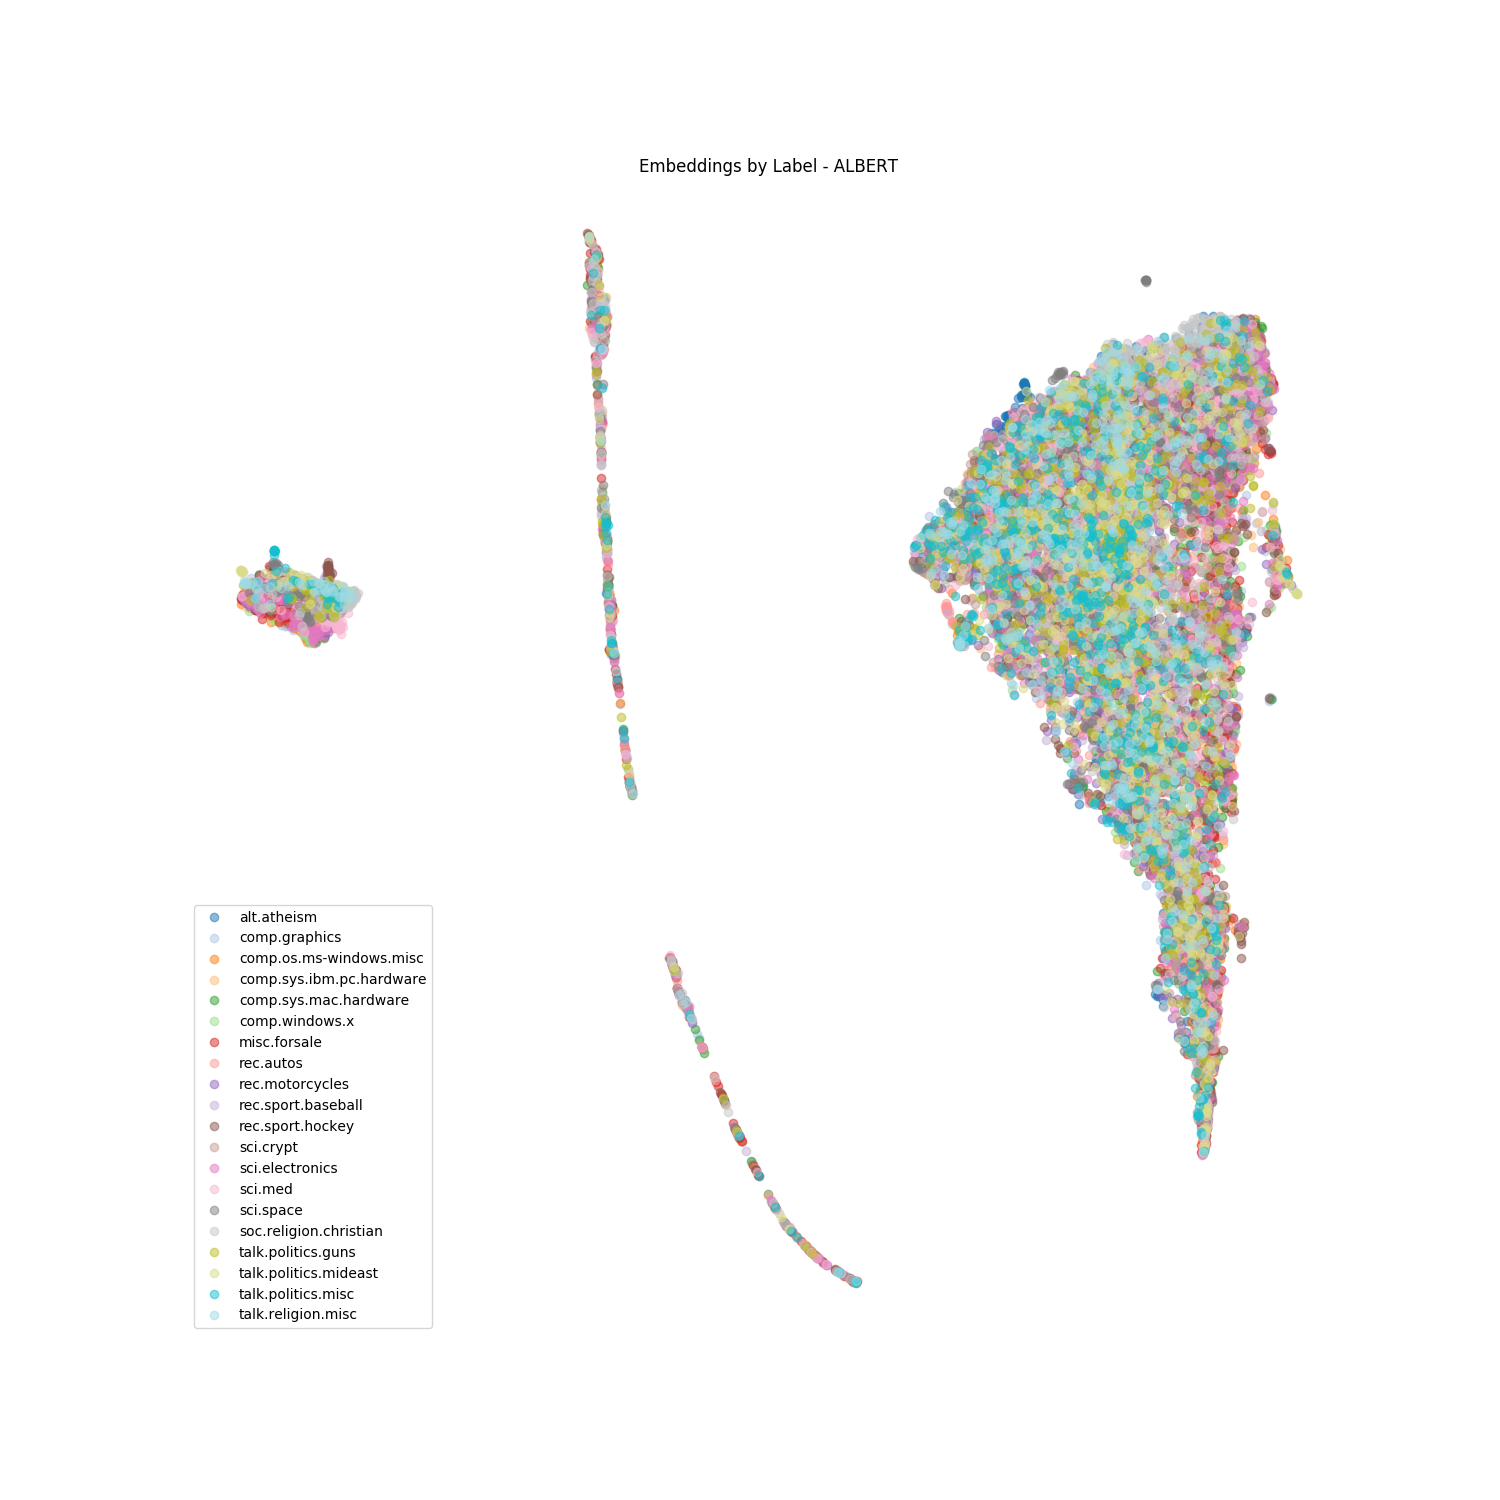 Embeddings by Label - ALBERT
alt.atheism
comp.graphics
comp.os.ms-windows.misc
comp.sys.ibm.pc.hardware
comp.sys.mac.hardware
comp.windows.x
misc.forsale
rec.autos
rec.motorcycles
rec.sport.baseball
rec.sport.hockey
sci.crypt
sci.electronics
sci.med
sci.space
soc.religion.christian
talk.politics.guns
talk.politics.mideast
talk.politics.misc
talk.religion.misc